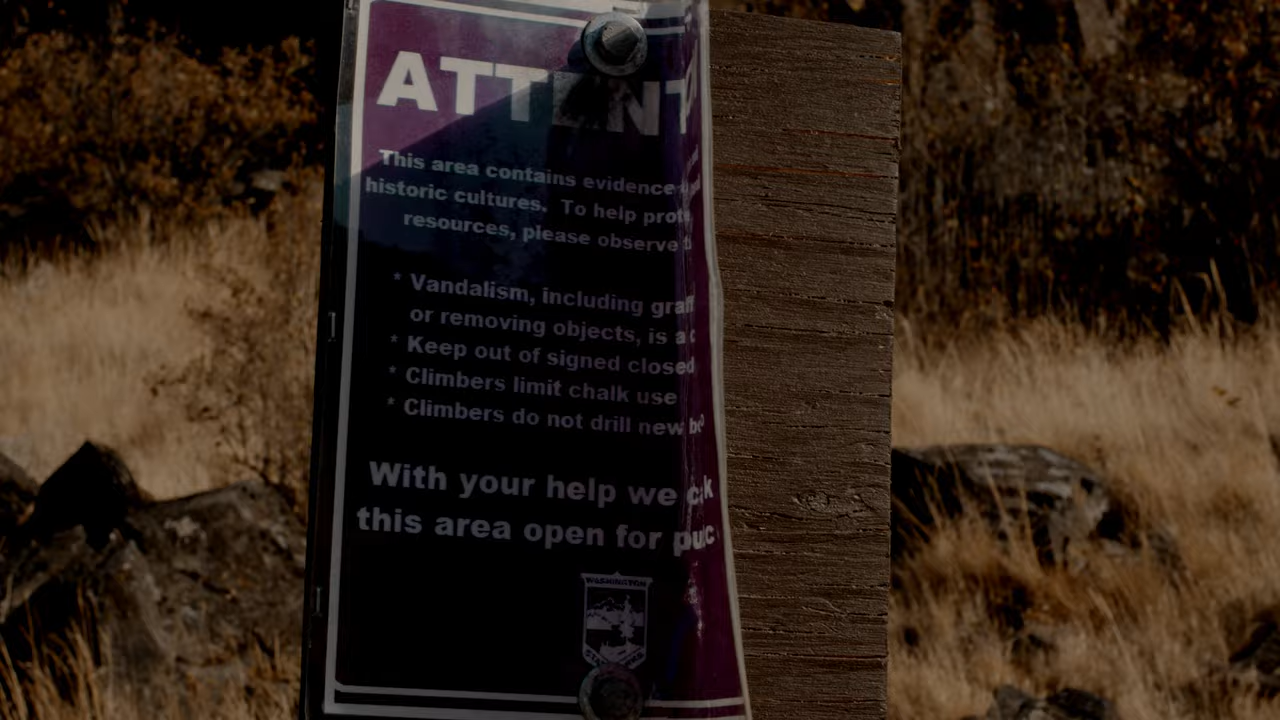 ATTENT
This area contains evidence
historic cultures. To help prot
resources, please observe
* Vandalism, including graff
or removing objects, is a
* Keep out of signed closed
* Climbers limit chalk use
* Climbers do not drill new
With your help we
this area open for
WASHINGTON